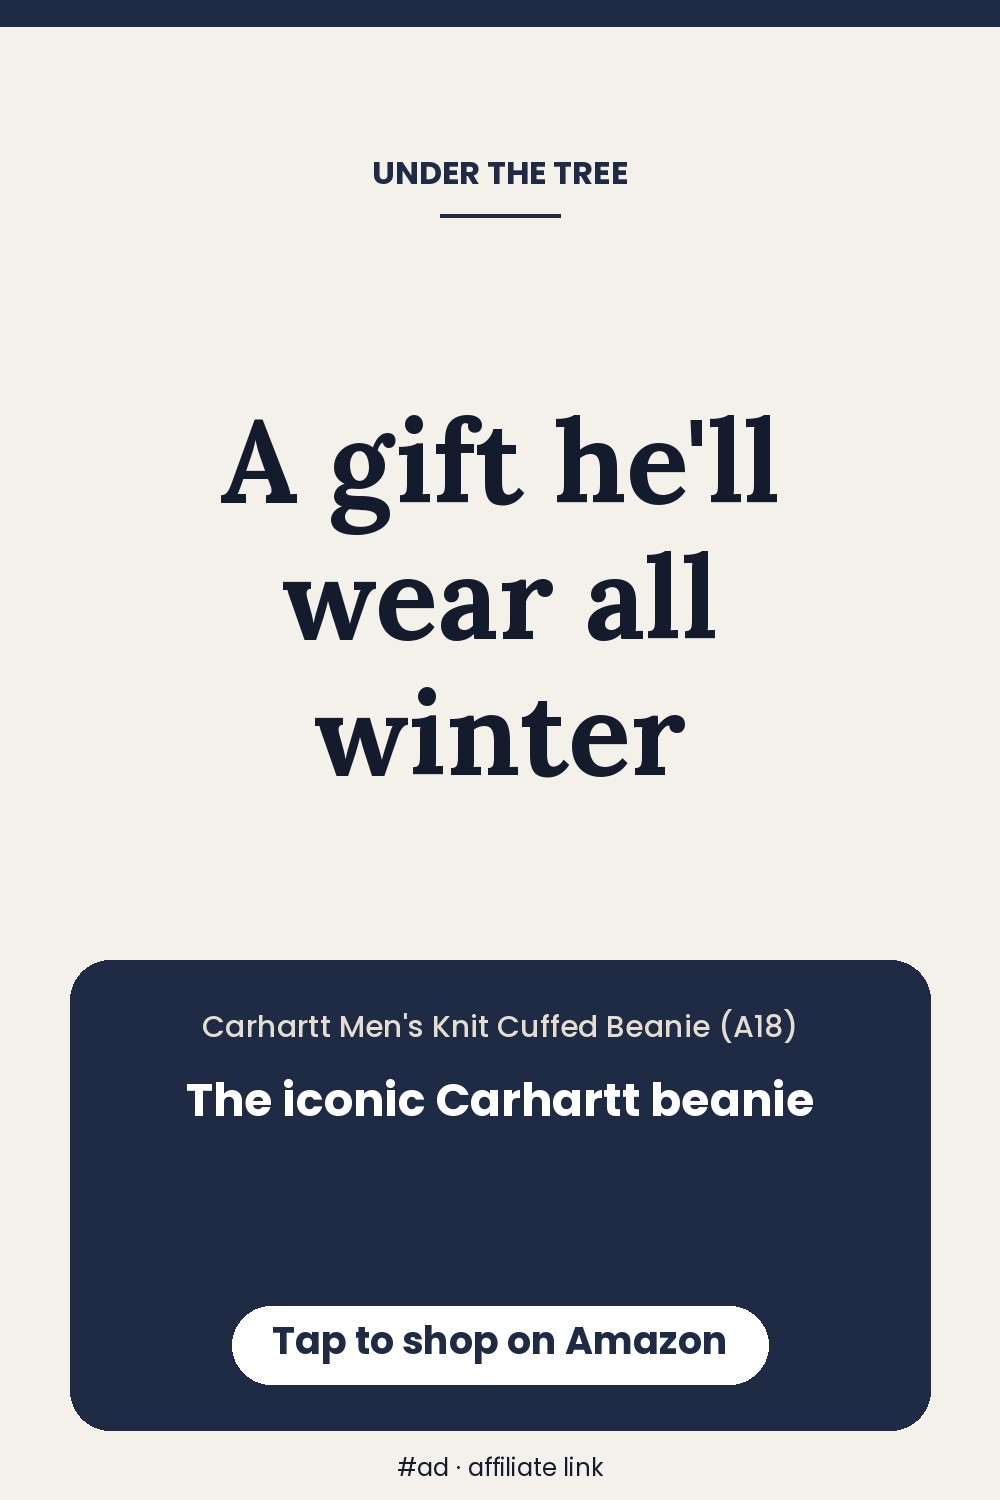 UNDER THE TREE
A gift he'll
wear all
winter
Carhartt Men's Knit Cuffed Beanie (A18)
The iconic Carhartt beanie
Tap to shop on Amazon
#ad · affiliate link